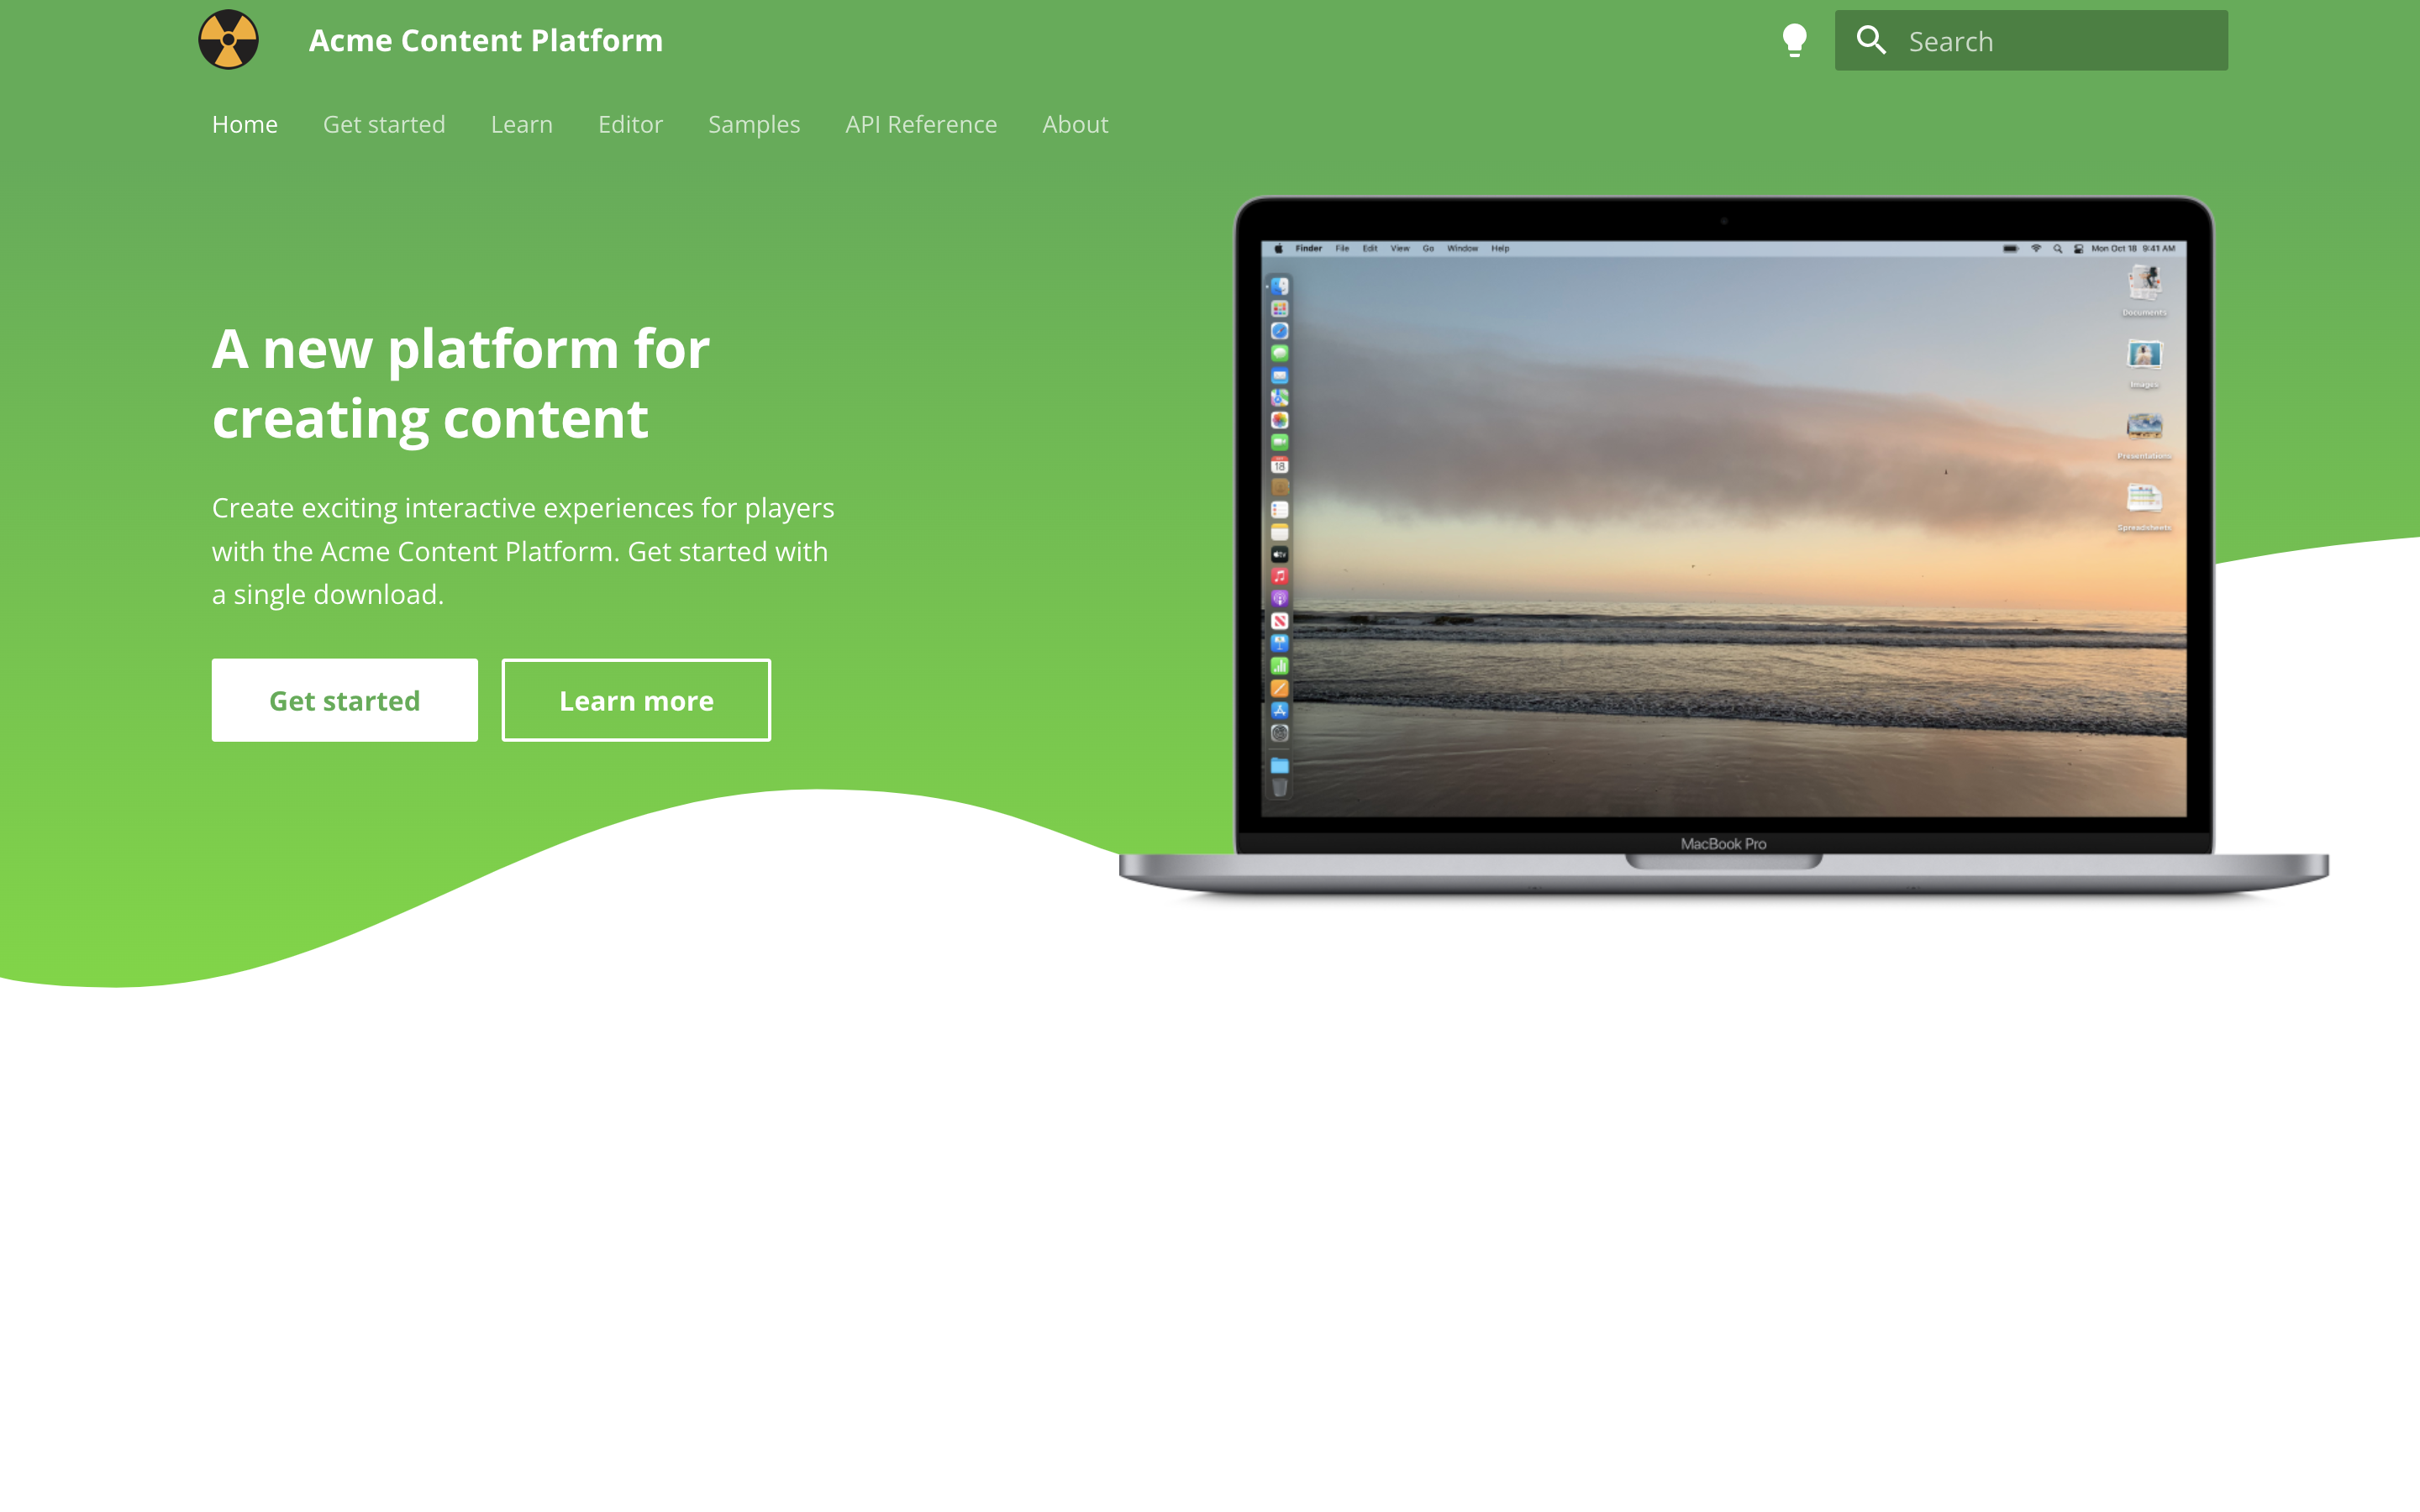 Acme Content Platform
Search
Home
Get started
Learn
Editor
Samples
API Reference
About
A new platform for
creating content
Create exciting interactive experiences for players
with the Acme Content Platform. Get started with
a single download.
Get started
Learn more
Finder File Edit View Go Window Help
Mon Oct 18 9:41 AM
Documents
Images
Presentations
Spreadsheets
18
tv
MacBook Pro